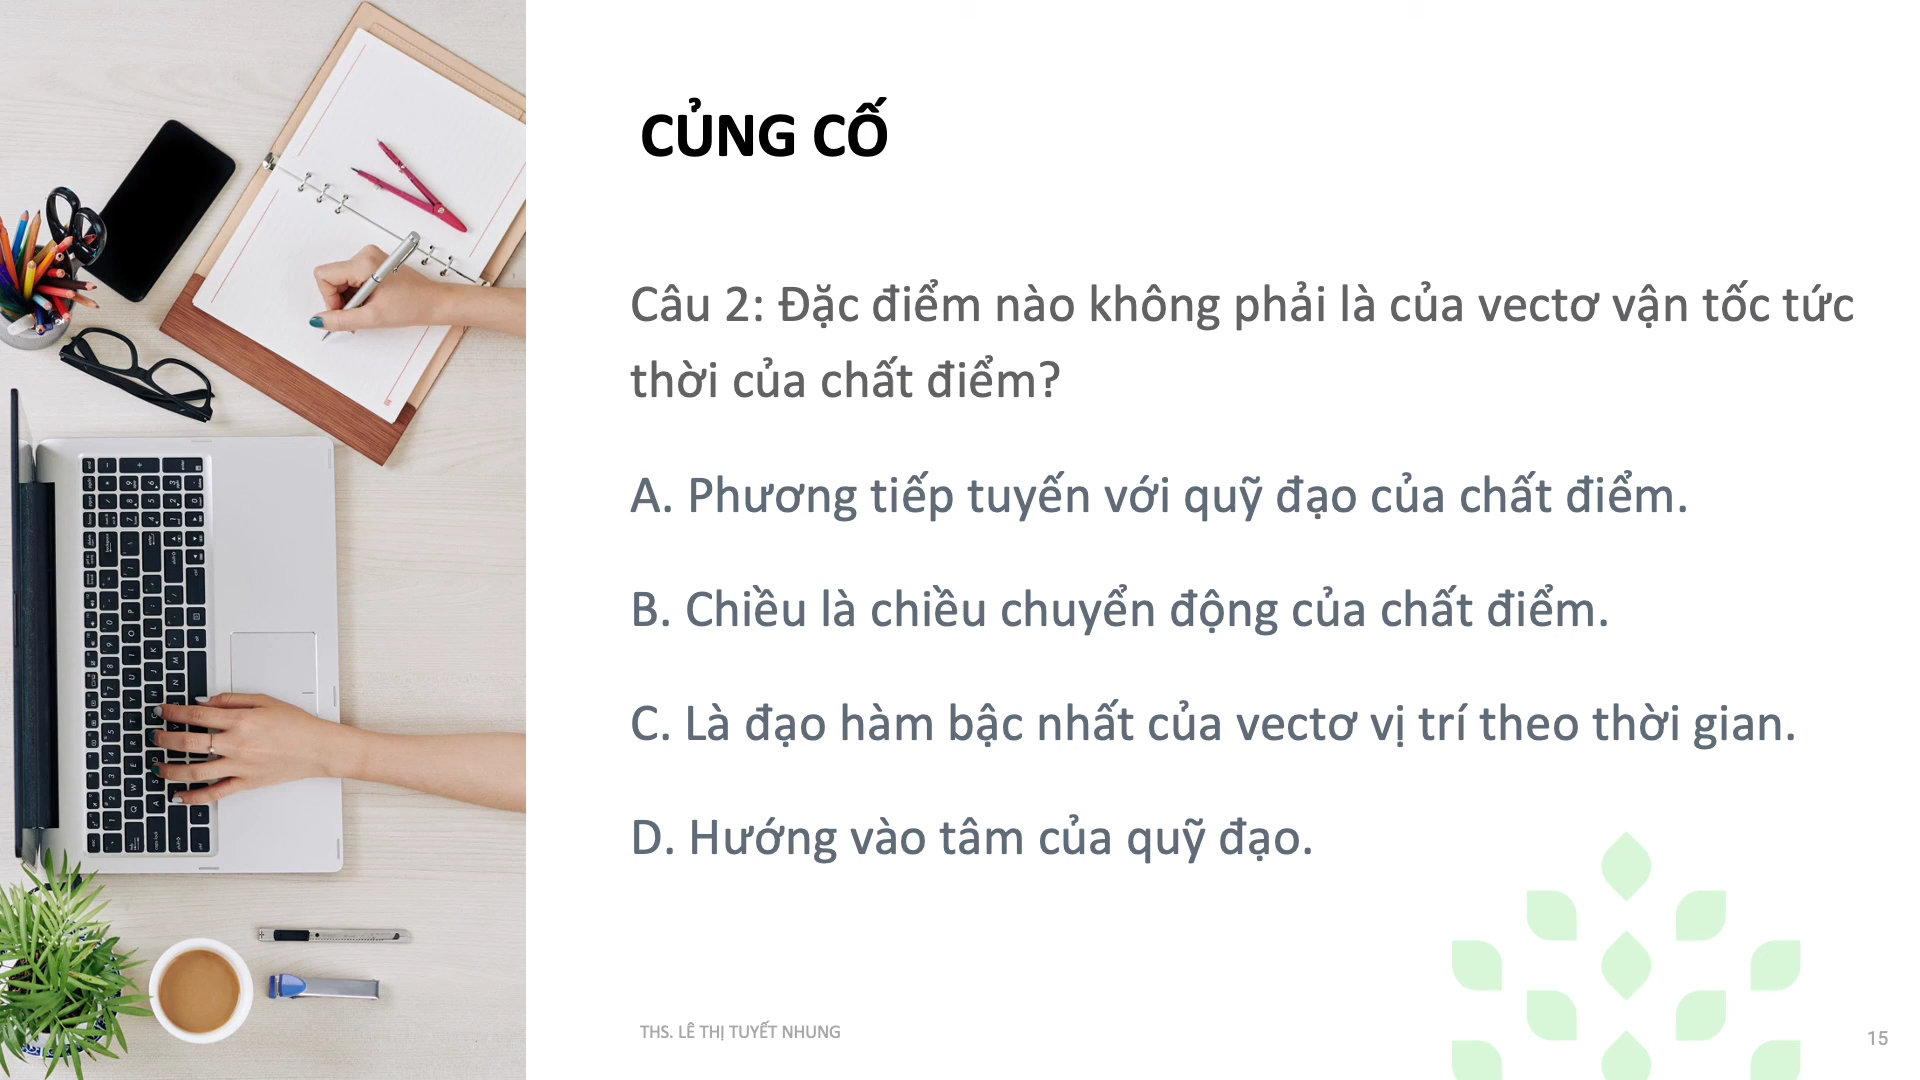 CỦNG CỐ
Câu 2: Đặc điểm nào không phải là của vectơ vận tốc tức
thời của chất điểm?
A. Phương tiếp tuyến với quỹ đạo của chất điểm.
B. Chiều là chiều chuyển động của chất điểm.
C. Là đạo hàm bậc nhất của vectơ vị trí theo thời gian.
D. Hướng vào tâm của quỹ đạo.
THS. LÊ THỊ TUYẾT NHUNG
15